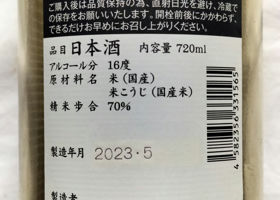 ご購入後は品質保持の為、直射日光を避け、冷蔵で
の保存をお願いいたします。開栓前後にかかわらず、
できるだけお早めにお召し上がりください。
品目 日本酒 内容量 720ml
アルコール分 16度
原材料名 米(国産)
米こうじ(国産米)
精米歩合 70%
製造年月 2023・5
製造者
4582356331565